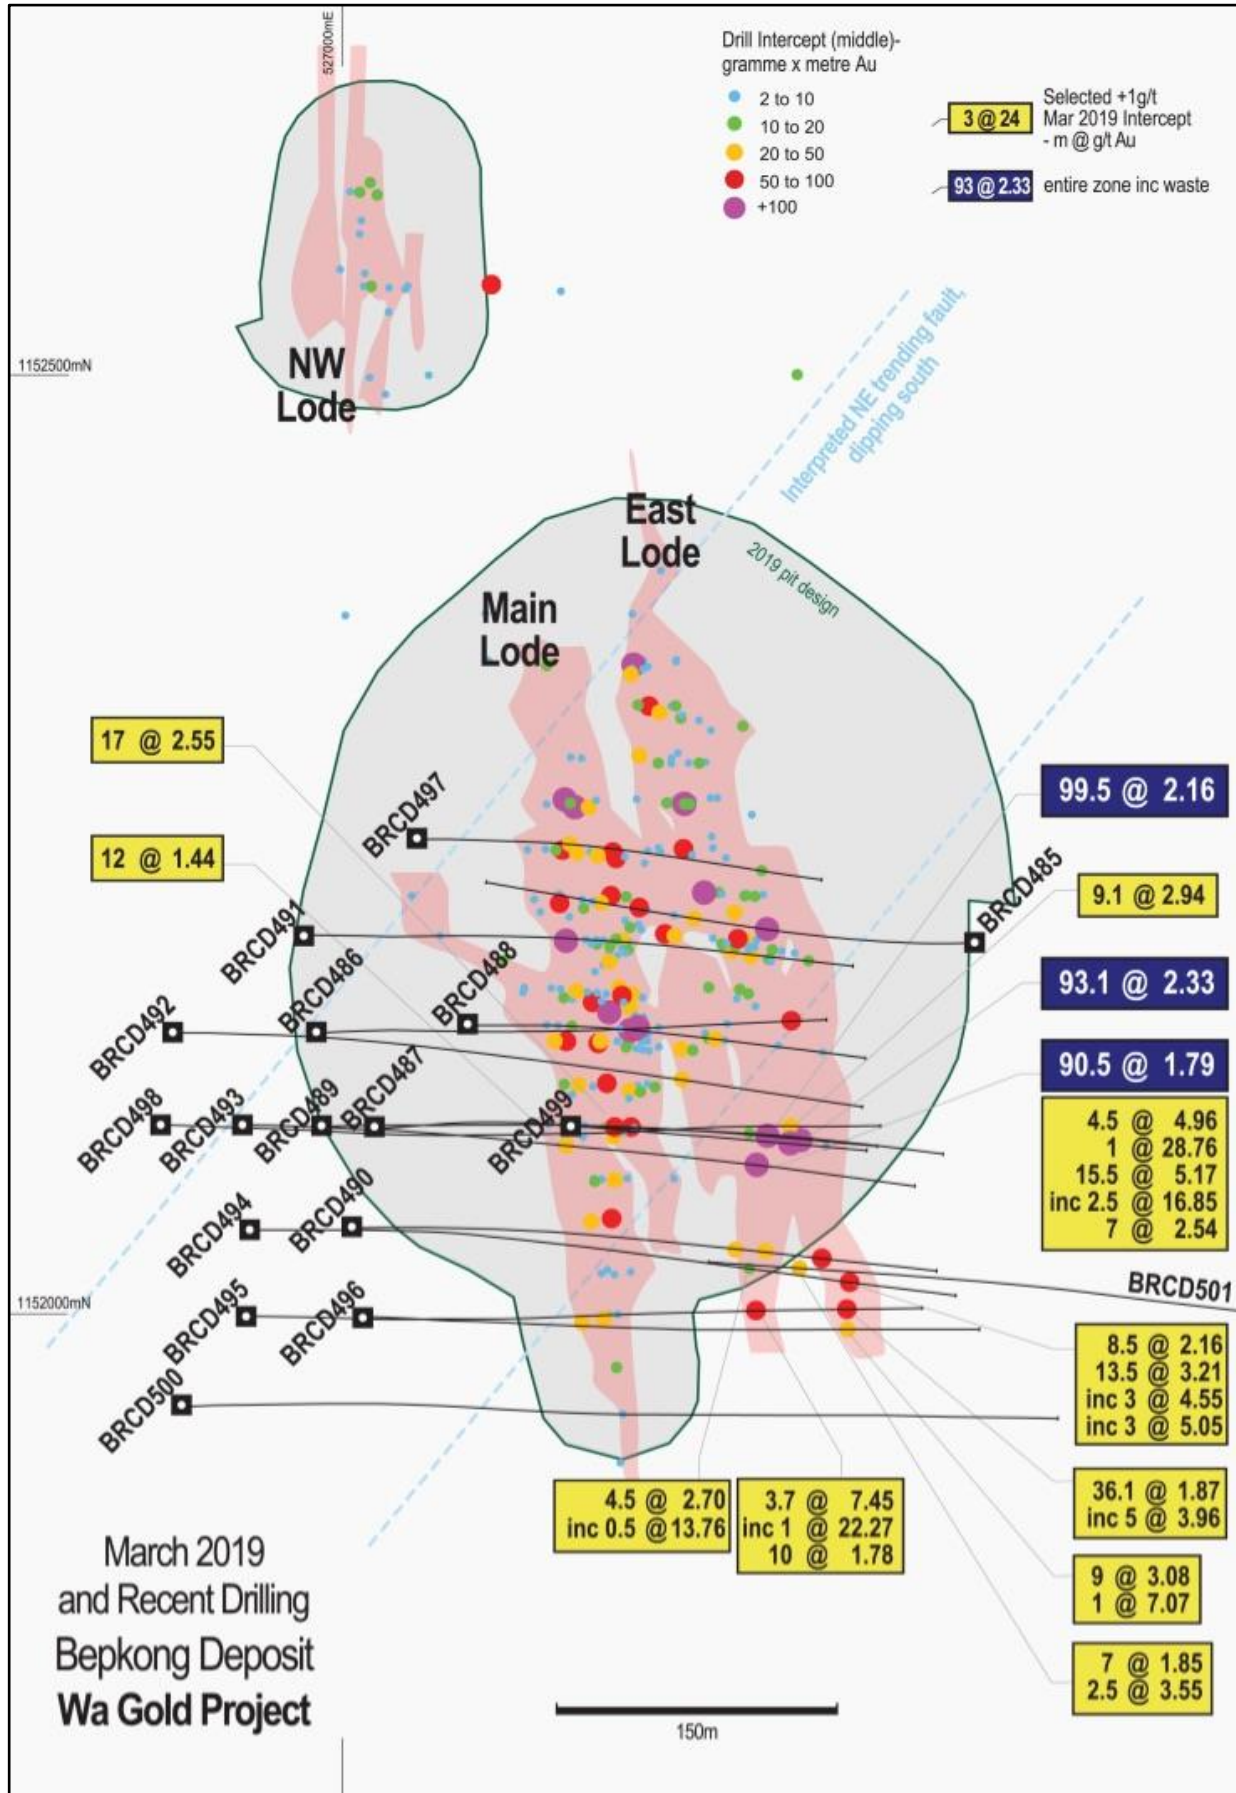 527000mE
Drill Intercept (middle)-
gramme x metre Au
2 to 10
10 to 20
20 to 50
50 to 100
+100
3 @ 24
Selected +1g/t
Mar 2019 Intercept
- m @ g/t Au
93 @ 2.33
entire zone inc waste
1152500mN
NW
Lode
Interpreted NE trending fault,
dipping south
East
Lode
2019 pit design
Main
Lode
17 @ 2.55
12 @ 1.44
BRCD497
BRCD491
BRCD486
BRCD488
BRCD485
BRCD492
BRCD498
BRCD493
BRCD489
BRCD487
BRCD499
BRCD494
BRCD490
BRCD495
BRCD496
BRCD500
BRCD501
99.5 @ 2.16
9.1 @ 2.94
93.1 @ 2.33
90.5 @ 1.79
4.5 @ 4.96
1 @ 28.76
15.5 @ 5.17
inc 2.5 @ 16.85
7 @ 2.54
1152000mN
8.5 @ 2.16
13.5 @ 3.21
inc 3 @ 4.55
inc 3 @ 5.05
4.5 @ 2.70
inc 0.5 @13.76
3.7 @ 7.45
inc 1 @ 22.27
10 @ 1.78
36.1 @ 1.87
inc 5 @ 3.96
9 @ 3.08
1 @ 7.07
7 @ 1.85
2.5 @ 3.55
March 2019
and Recent Drilling
Bepkong Deposit
Wa Gold Project
150m